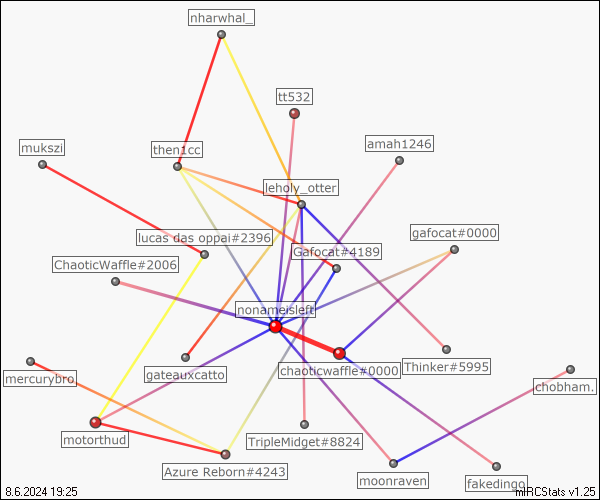 nharwhal_
tt532
amah1246
mukszi
then1cc
leholy_otter
gafocat#0000
lucas das oppai#2396
Gafocat#4189
ChaoticWaffle#2006
nonameisleft
mercurybro
gateauxcatto
chaoticwaffle#0000
Thinker#5995
chobham.
motorthud
TripleMidget#8824
Azure Reborn#4243
moonraven
fakedingo
8.6.2024 19:25
mIRCStats v1.25